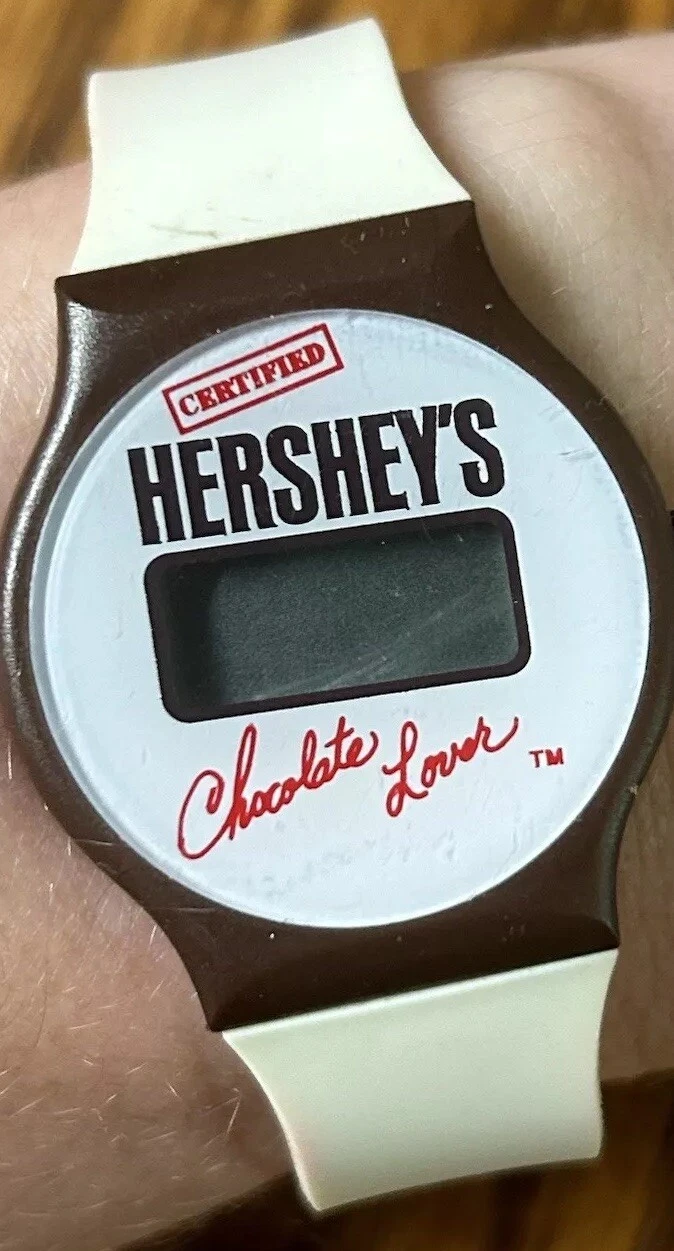 CERTIFIED
HERSHEY'S
Chocolate Lover ™